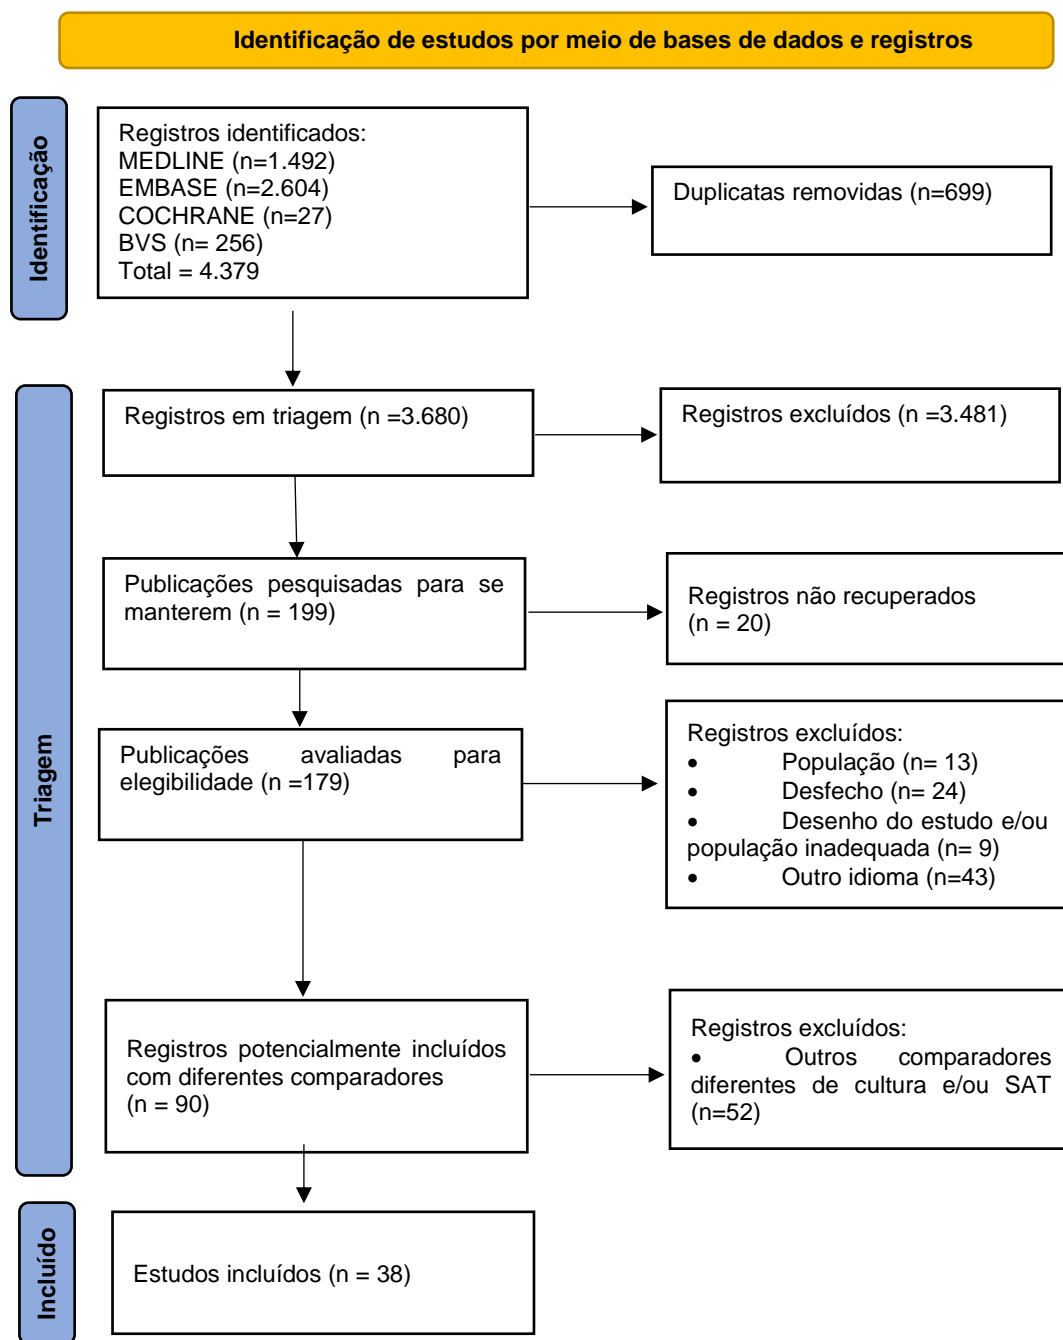 Identificação de estudos por meio de bases de dados e registros
Identificação
Registros identificados:
MEDLINE (n=1.492)
EMBASE (n=2.604)
COCHRANE (n=27)
BVS (n= 256)
Total = 4.379
Duplicatas removidas (n=699)
Triagem
Registros em triagem (n =3.680)
Registros excluídos (n =3.481)
Publicações pesquisadas para se
manterem (n = 199)
Registros não recuperados
(n = 20)
Publicações avaliadas para
elegibilidade (n =179)
Registros excluídos:
• População (n= 13)
• Desfecho (n= 24)
• Desenho do estudo e/ou
população inadequada (n= 9)
• Outro idioma (n=43)
Registros potencialmente incluídos
com diferentes comparadores
(n = 90)
Registros excluídos:
• Outros comparadores
diferentes de cultura e/ou SAT
(n=52)
Incluído
Estudos incluídos (n = 38)